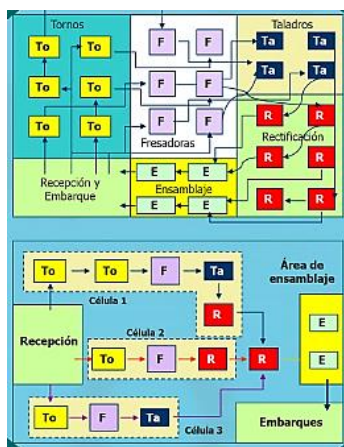 Tornos
Taladros
To To F F Ta Ta
To To F F Ta Ta
To To F F R R
Fresadoras
Rectificación
Recepción y
Embarque
E E R R
Ensamblaje
E E R R
To To F Ta
Célula 1
R
Área de
ensamblaje
Recepción
Célula 2
To F R R
E
E
To F Ta
Célula 3
Embarques